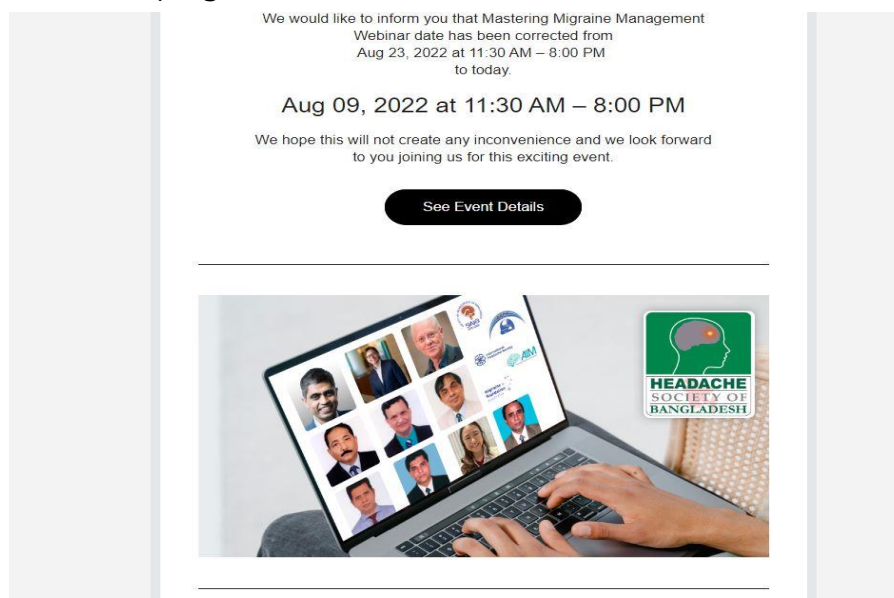 We would like to inform you that Mastering Migraine Management
Webinar date has been corrected from
Aug 23, 2022 at 11:30 AM – 8:00 PM
to today.
Aug 09, 2022 at 11:30 AM – 8:00 PM
We hope this will not create any inconvenience and we look forward
to you joining us for this exciting event.
See Event Details
AIM
HEADACHE
SOCIETY OF
BANGLADESH